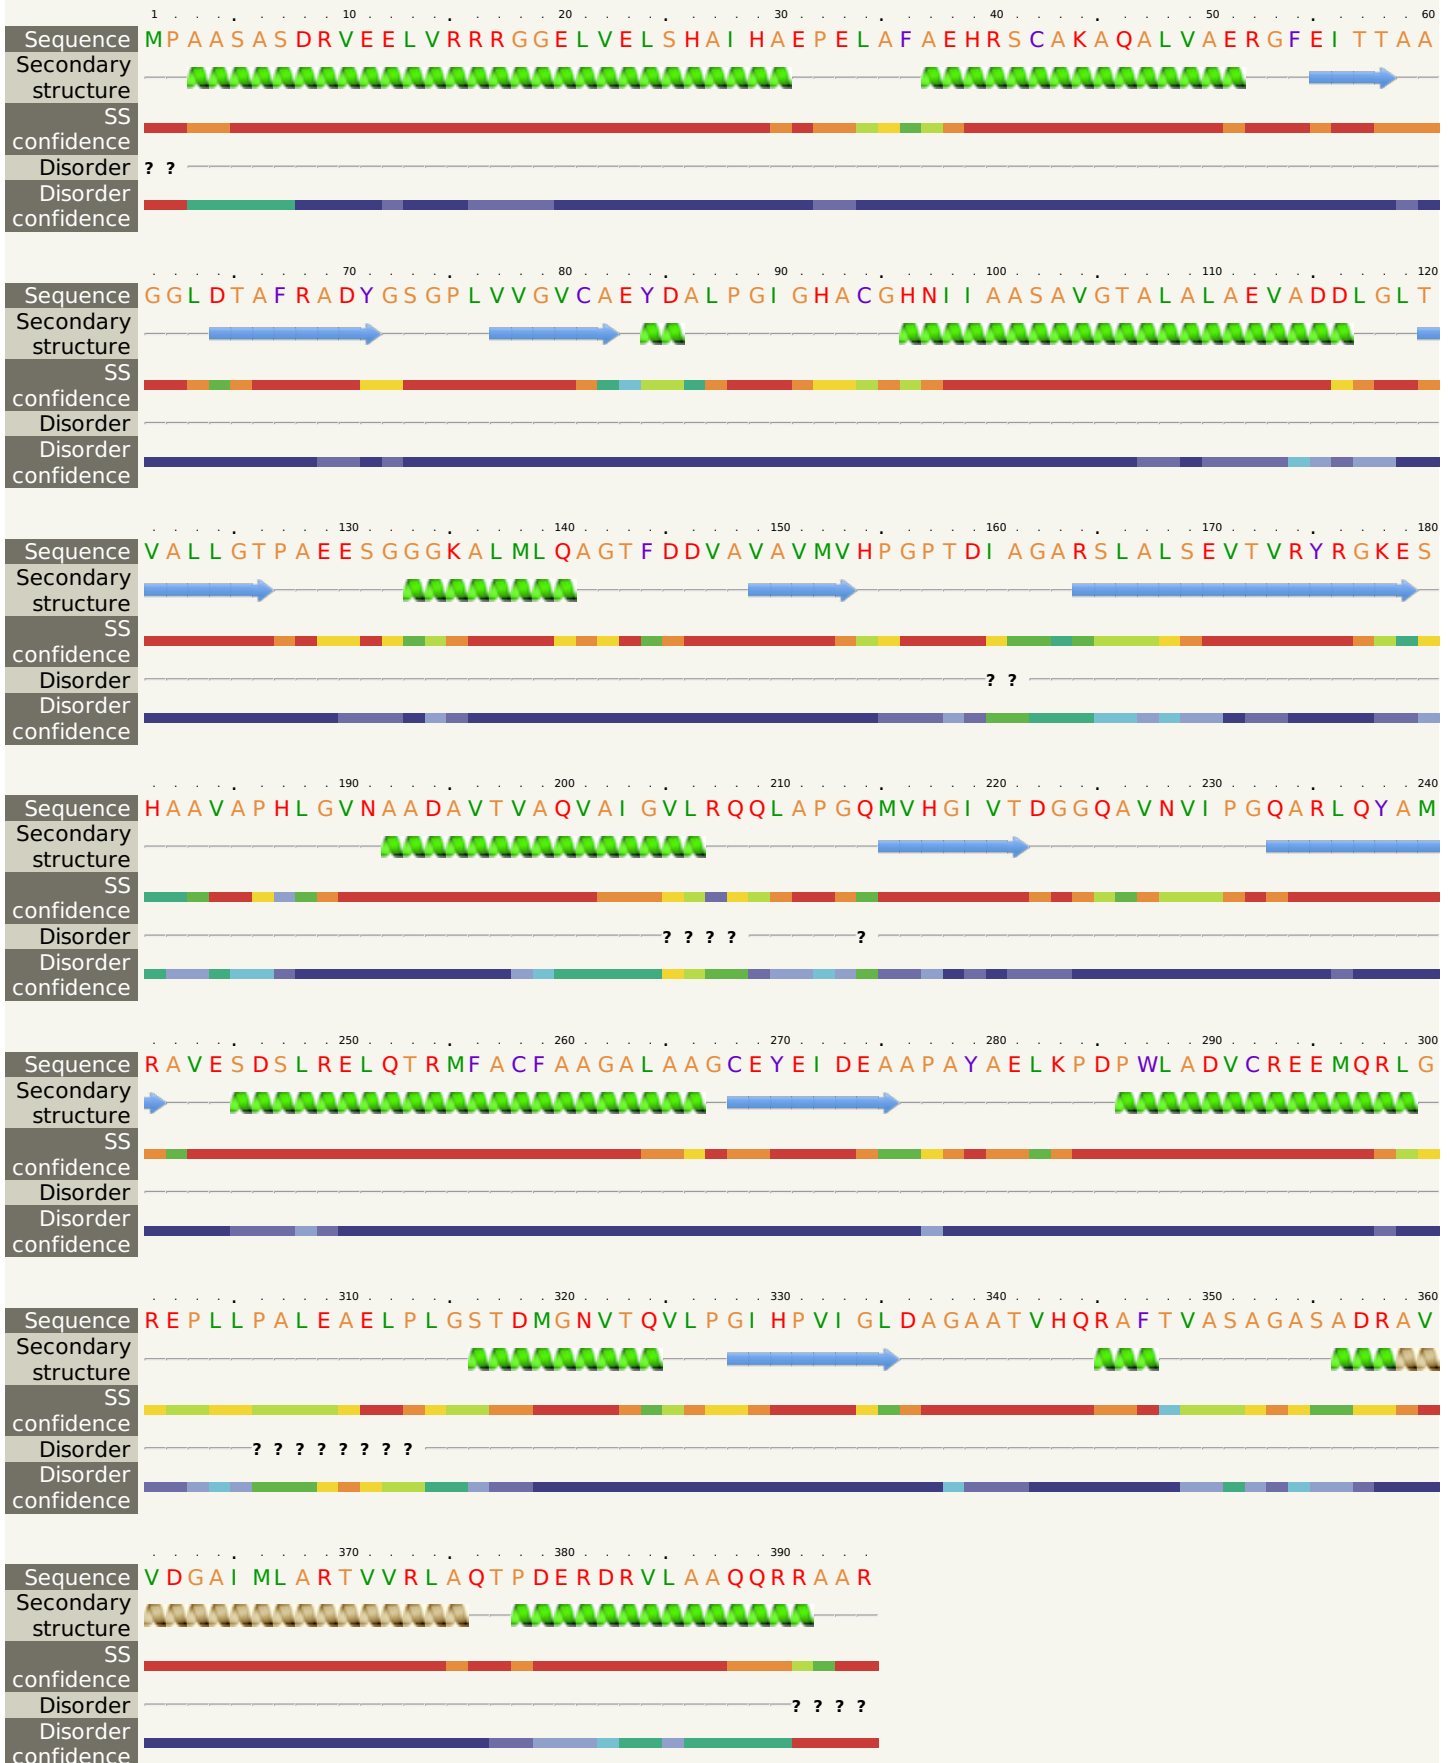 1 10 20 30 40 50 60
Sequence MPAASASDRVEELVRRRGGELVELSHAIHAEPELAFAEHRSCAKAQALVAERGFEITTAA
Secondary
structure
SS
confidence
Disorder ? ?
Disorder
confidence
70 80 90 100 110 120
Sequence GGLDTAFRADYGSGPLVVGVCAEYDALPGIGHACGHNIIAASAVGTALALAEVADDLGLT
Secondary
structure
SS
confidence
Disorder
Disorder
confidence
130 140 150 160 170 180
Sequence VALLGTPAEESGGGKALMLQAGTFDDVAVAVMVHPGPTDIAGARSLALSEVTVRYRGKES
Secondary
structure
SS
confidence
Disorder ? ?
Disorder
confidence
190 200 210 220 230 240
Sequence HAAVAPHLGVNAADAVTVAQVAIGVLRQQLAPGQMVHGIVTDGGQAVNVIPGQARLQYAM
Secondary
structure
SS
confidence
Disorder ? ? ? ? ?
Disorder
confidence
250 260 270 280 290 300
Sequence RAVESDSLRELQTRMFACFAAGALAAGCEYEIDEAAPAYAELKPDPWLADVCREEMQRLG
Secondary
structure
SS
confidence
Disorder
Disorder
confidence
310 320 330 340 350 360
Sequence REPLLPALEAELPLGSTDMGNVTQVLPGIHPVIGLDAGAATVHQRAFTVASAGASADRAV
Secondary
structure
SS
confidence
Disorder ? ? ? ? ? ? ? ?
Disorder
confidence
370 380 390
Sequence VDGAIMLARTVVRLAQTPDERDRVLAAQQRRAAR
Secondary
structure
SS
confidence
Disorder ? ? ? ?
Disorder
confidence